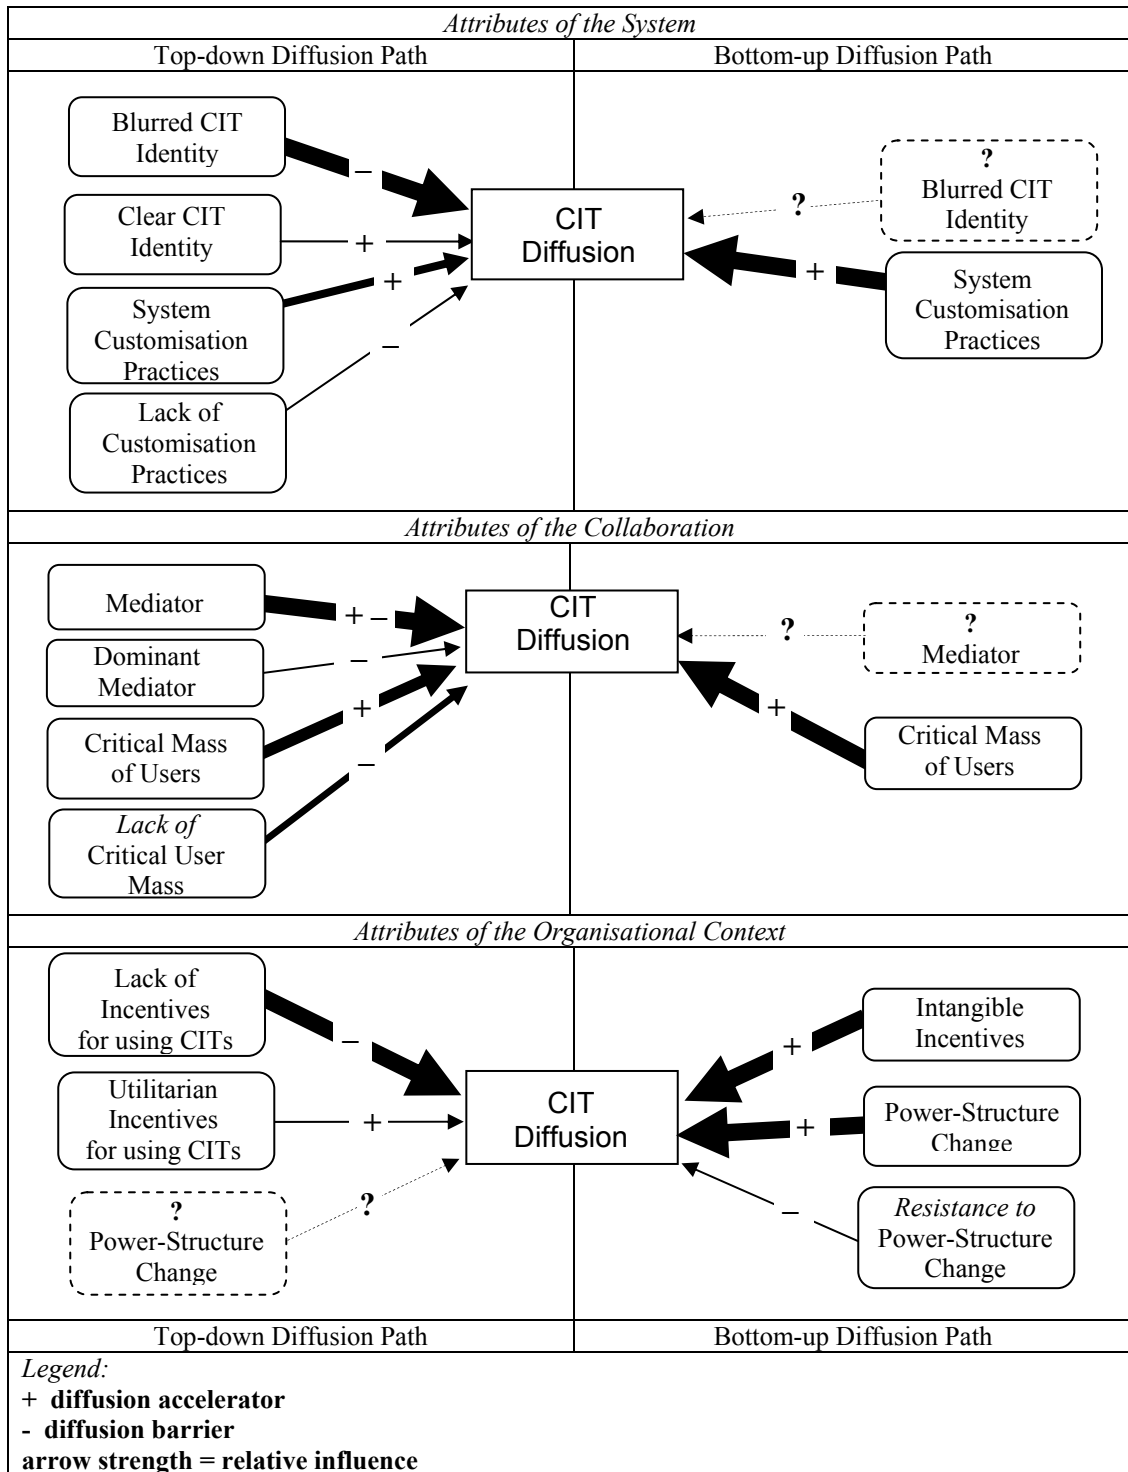 Attributes of the System
Top-down Diffusion Path
Bottom-up Diffusion Path
Blurred CIT
Identity
–
Clear CIT
Identity
+
System
Customisation
Practices
+
Lack of
Customisation
Practices
–
CIT
Diffusion
?
?
Blurred CIT
Identity
+
System
Customisation
Practices
Attributes of the Collaboration
Mediator
+ –
Dominant
Mediator
–
Critical Mass
of Users
+
Lack of
Critical User
Mass
–
CIT
Diffusion
?
?
Mediator
+
Critical Mass
of Users
Attributes of the Organisational Context
Lack of
Incentives
for using CITs
–
Utilitarian
Incentives
for using CITs
+
?
Power-Structure
Change
?
CIT
Diffusion
+
Intangible
Incentives
+
Power-Structure
Change
–
Resistance to
Power-Structure
Change
Top-down Diffusion Path
Bottom-up Diffusion Path
Legend:
+ diffusion accelerator
- diffusion barrier
arrow strength = relative influence